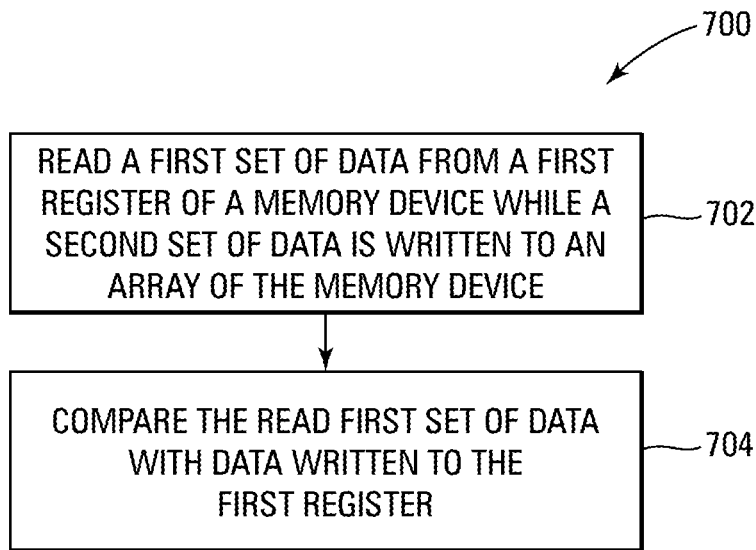 700
READ A FIRST SET OF DATA FROM A FIRST
REGISTER OF A MEMORY DEVICE WHILE A
SECOND SET OF DATA IS WRITTEN TO AN
ARRAY OF THE MEMORY DEVICE
702
COMPARE THE READ FIRST SET OF DATA
WITH DATA WRITTEN TO THE
FIRST REGISTER
704